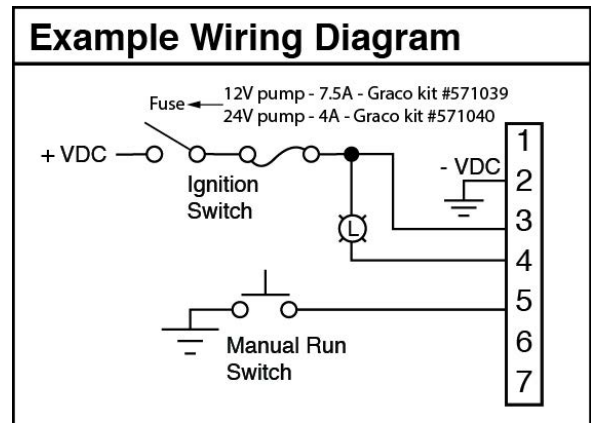 Example Wiring Diagram
12V pump - 7.5A - Graco kit #571039
Fuse
24V pump - 4A - Graco kit #571040
+ VDC
Ignition
Switch
- VDC
1
2
3
L
4
5
6
7
Manual Run
Switch